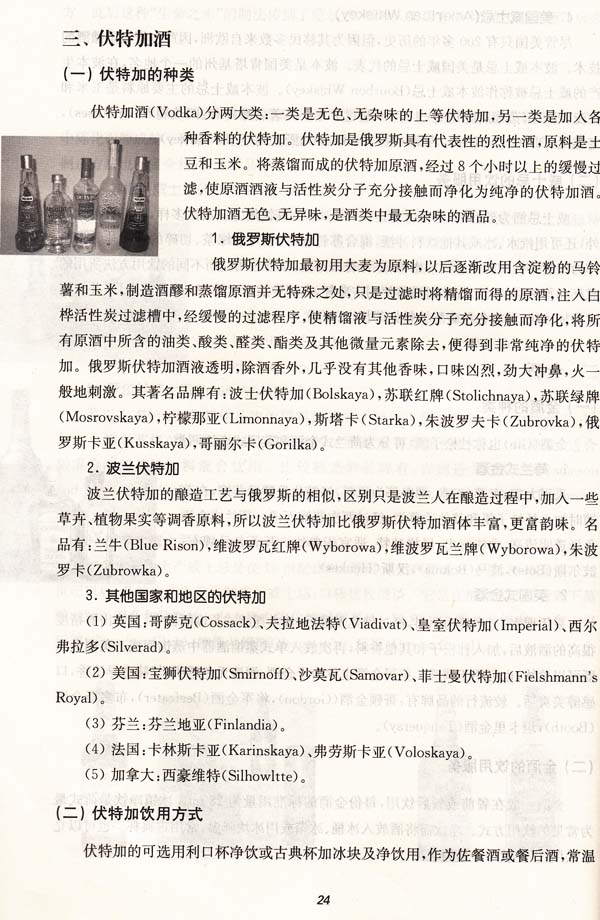 三、伏特加酒
(一) 伏特加的种类
伏特加酒(Vodka)分两大类:一类是无色、无杂味的上等伏特加,另一类是加入各
种香料的伏特加。伏特加是俄罗斯具有代表性的烈性酒,原料是土
豆和玉米。将蒸馏而成的伏特加原酒,经过8个小时以上的缓慢过
滤,使原酒酒液与活性炭分子充分接触而净化为纯净的伏特加酒。
伏特加酒无色、无异味,是酒类中最无杂味的酒品。
1. 俄罗斯伏特加
俄罗斯伏特加最初用大麦为原料,以后逐渐改用含淀粉的马铃
薯和玉米,制造酒醪和蒸馏原酒并无特殊之处,只是过滤时将精馏而得的原酒,注入白
桦活性炭过滤槽中,经缓慢的过滤程序,使精馏液与活性炭分子充分接触而净化,将所
有原酒中所含的油类、酸类、醛类、酯类及其他微量元素除去,便得到非常纯净的伏特
加。俄罗斯伏特加酒液透明,除酒香外,几乎没有其他香味,口味凶烈,劲大冲鼻,火一
般地刺激。其著名品牌有:波士伏特加(Bolskaya),苏联红牌(Stolichnaya),苏联绿牌
(Mosrovskaya),柠檬那亚(Limonnaya),斯塔卡(Starka),朱波罗夫卡(Zubrovka),俄
罗斯卡亚(Kusskaya),哥丽尔卡(Gorilka)。
2. 波兰伏特加
波兰伏特加的酿造工艺与俄罗斯的相似,区别只是波兰人在酿造过程中,加入一些
草卉、植物果实等调香原料,所以波兰伏特加比俄罗斯伏特加酒体丰富,更富韵味。名
品有:兰牛(Blue Rison),维波罗瓦红牌(Wyborowa),维波罗瓦兰牌(Wyborowa),朱波
罗卡(Zubrowka)。
3. 其他国家和地区的伏特加
(1) 英国:哥萨克(Cossack)、夫拉地法特(Viadivat)、皇室伏特加(Imperial)、西尔
弗拉多(Silverad)。
(2) 美国:宝狮伏特加(Smirnoff)、沙莫瓦(Samovar)、菲士曼伏特加(Fielshmann's
Royal)。
(3) 芬兰:芬兰地亚(Finlandia)。
(4) 法国:卡林斯卡亚(Karinskaya)、弗劳斯卡亚(Voloskaya)。
(5) 加拿大:西豪维特(Silhowltte)。
(二) 伏特加饮用方式
伏特加的可选用利口杯净饮或古典杯加冰块及净饮用,作为佐餐酒或餐后酒,常温
24